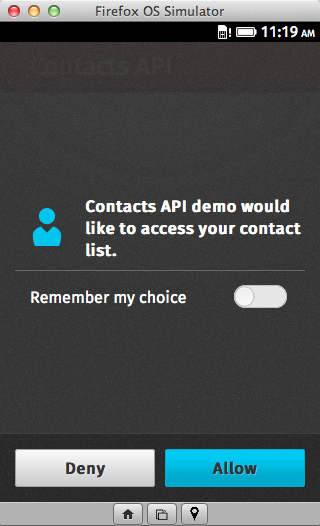 Firefox OS Simulator
11:19 AM
Contacts API
Contacts API demo would
like to access your contact
list.
Remember my choice
Deny
Allow